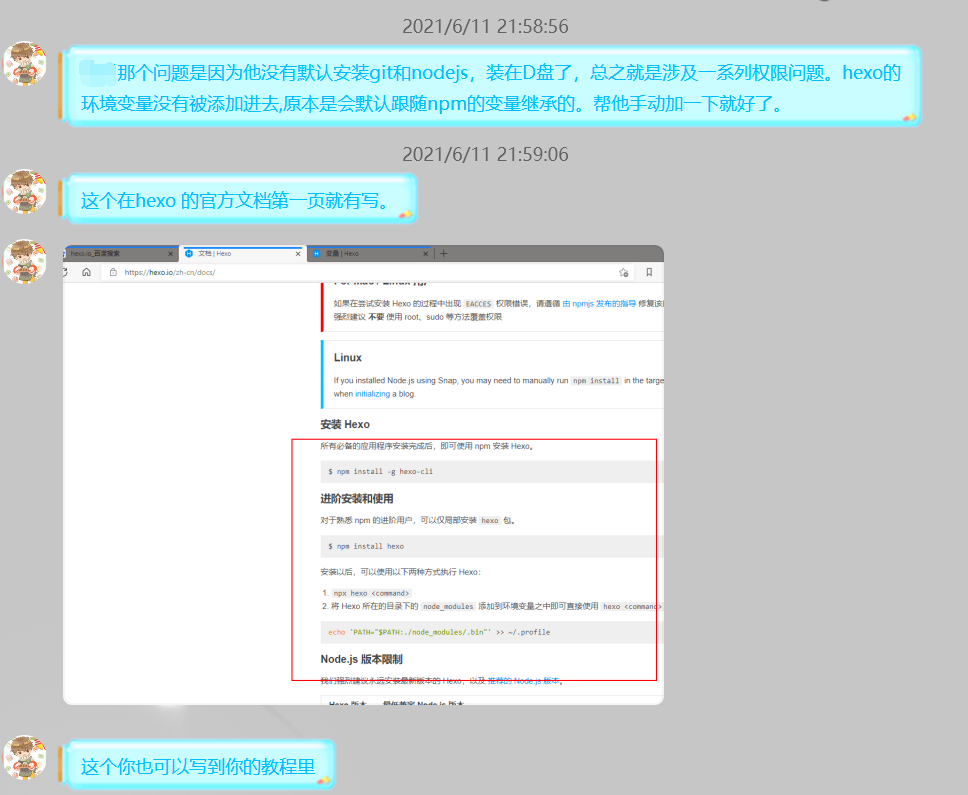 2021/6/11 21:58:56
那个问题是因为他没有默认安装git和nodejs，装在D盘了，总之就是涉及一系列权限问题。hexo的
环境变量没有被添加进去,原本是会默认跟随npm的变量继承的。帮他手动加一下就好了。
2021/6/11 21:59:06
这个在hexo 的官方文档第一页就有写。
hexo.io_百度搜索
文档 | Hexo
变量 | Hexo
https://hexo.io/zh-cn/docs/
如果在尝试安装 Hexo 的过程中出现 EACCES 权限错误，请遵循 由 npmjs 发布的指导 修复该
强烈建议 不要 使用 root、sudo 等方法覆盖权限
Linux
If you installed Node.js using Snap, you may need to manually run npm install in the targe
when initializing a blog.
安装 Hexo
所有必备的应用程序安装完成后，即可使用 npm 安装 Hexo。
$ npm install -g hexo-cli
进阶安装和使用
对于熟悉 npm 的进阶用户，可以仅局部安装 hexo 包。
$ npm install hexo
安装以后，可以使用以下两种方式执行 Hexo：
1. npx hexo <command>
2. 将 Hexo 所在的目录下的 node_modules 添加到环境变量之中即可直接使用 hexo <command>
echo 'PATH="$PATH:./node_modules/.bin"' >> ~/.profile
Node.js 版本限制
我们强烈建议永远安装最新版本的 Hexo，以及 推荐的 Node.js 版本。
Hexo 版本 最低兼容 Node.js 版本
这个你也可以写到你的教程里